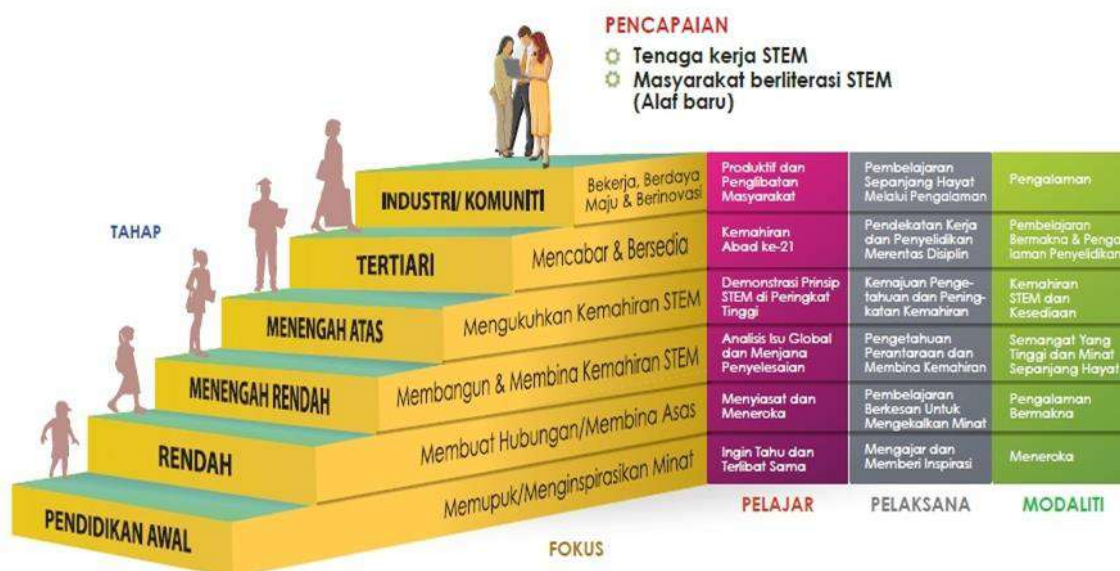 PENCAPAIAN
Tenaga kerja STEM
Masyarakat berliterasi STEM
(Alaf baru)
TAHAP
INDUSTRI/ KOMUNITI
Bekerja, Berdaya
Maju & Berinovasi
Produktif dan
Penglibatan
Masyarakat
Pembelajaran
Sepanjang Hayat
Melalui Pengalaman
Pengalaman
TERTIARI
Mencabar & Bersedia
Kemahiran
Abad ke-21
Pendekatan Kerja
dan Penyelidikan
Merentas Disiplin
Pembelajaran
Bermakna & Penga
laman Penyelidikan
MENENGAH ATAS
Mengukuhkan Kemahiran STEM
Demonstrasi Prinsip
STEM di Peringkat
Tinggi
Kemajuan Penge-
tahuan dan Pening-
katan Kemahiran
Kemahiran
STEM dan
Kesediaan
MENENGAH RENDAH
Membangun & Membina Kemahiran STEM
Analisis Isu Global
dan Menjana
Penyelesaian
Pengetahuan
Perantaraan dan
Membina Kemahiran
Semangat Yang
Tinggi dan Minat
Sepanjang Hayat
RENDAH
Membuat Hubungan/Membina Asas
Menyiasat dan
Meneroka
Pembelajaran
Berkesan Untuk
Mengekalkan Minat
Pengalaman
Bermakna
PENDIDIKAN AWAL
Memupuk/Menginspirasikan Minat
Ingin Tahu dan
Terlibat Sama
Mengajar dan
Memberi Inspirasi
Meneroka
FOKUS
PELAJAR
PELAKSANA
MODALITI